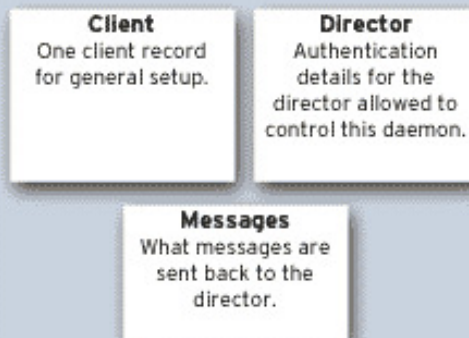 Client
One client record
for general setup.
Director
Authentication
details for the
director allowed to
control this daemon.
Messages
What messages are
sent back to the
director.